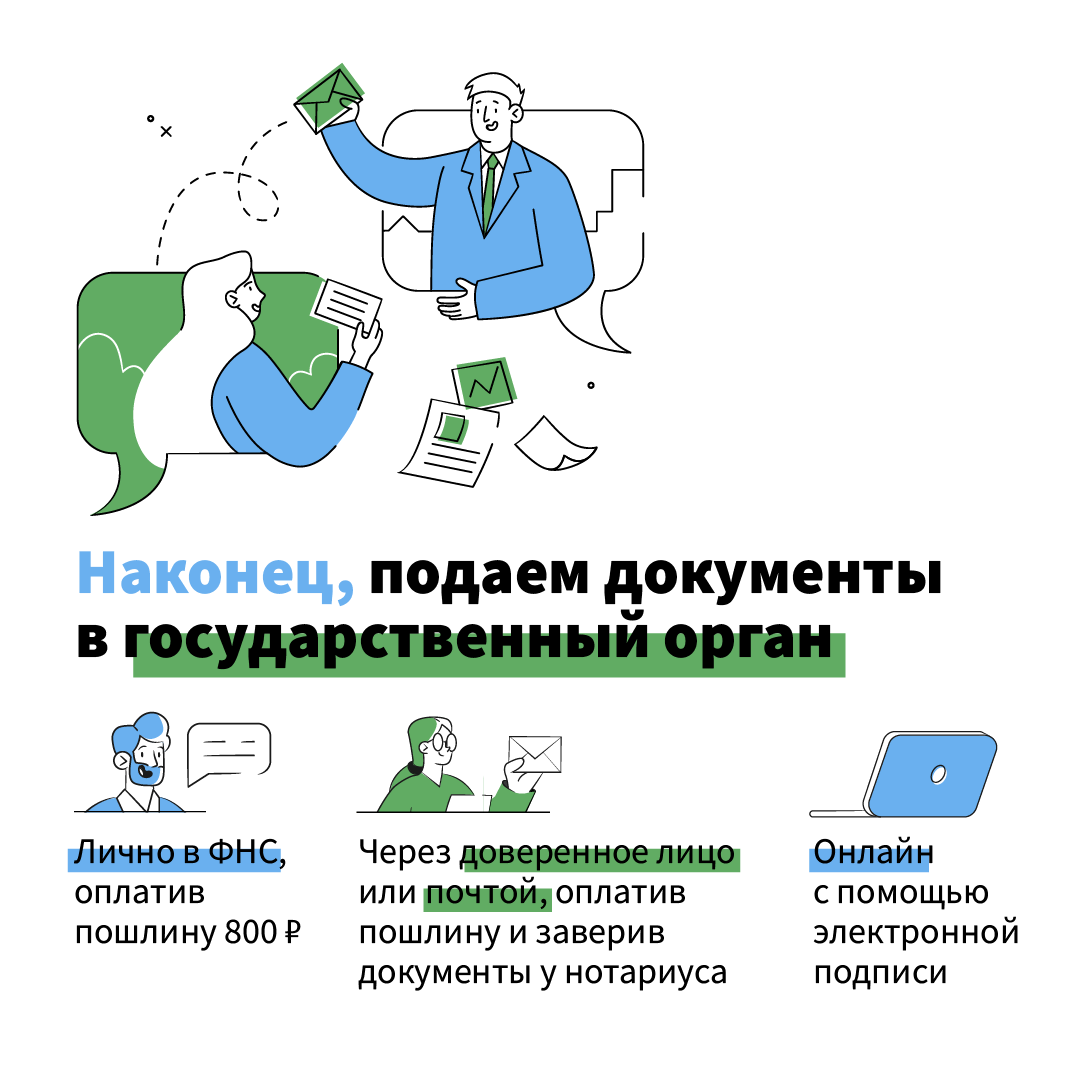 Наконец, подаем документы
в государственный орган
Лично в ФНС,
оплатив
пошлину 800 ₽
Через доверенное лицо
или почтой, оплатив
пошлину и заверив
документы у нотариуса
Онлайн
с помощью
электронной
подписи